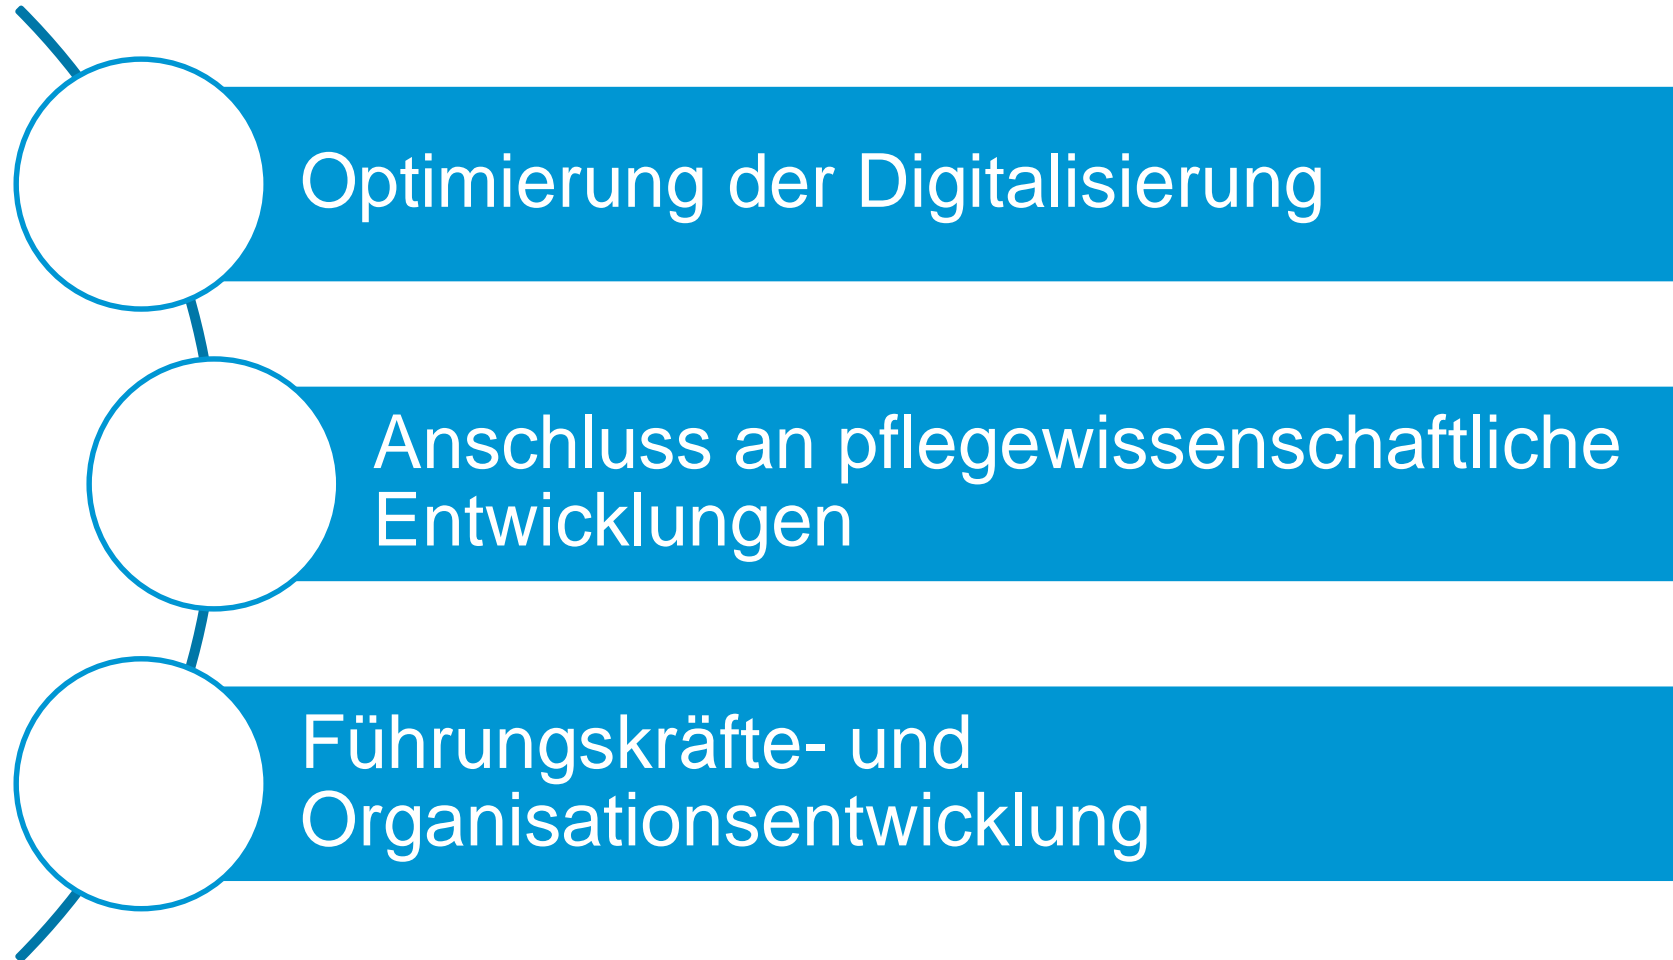 Optimierung der Digitalisierung
Anschluss an pflegewissenschaftliche
Entwicklungen
Führungskräfte- und
Organisationsentwicklung